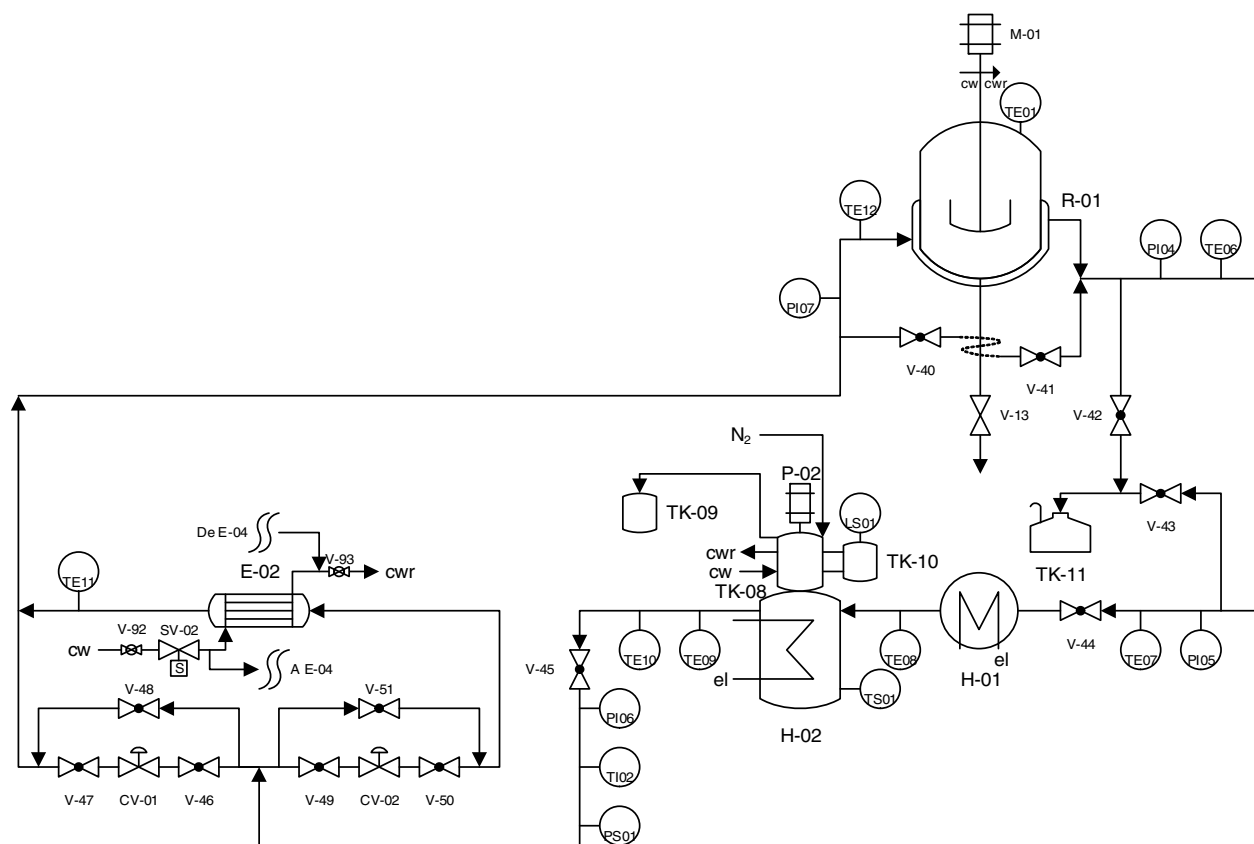 M-01
cw cwr
TE01
R-01
TE12
PI04
TE06
PI07
V-40
V-41
V-13
V-42
N2
P-02
TK-09
LS01
V-43
De E-04
V-93
cwr
TK-10
E-02
cwr
cw
TK-08
TK-11
TE11
V-92
SV-02
cw
S
A E-04
V-45
TE10
TE09
el
TE08
el
H-01
V-44
TE07
PI05
TS01
V-48
V-51
PI06
H-02
TI02
V-47
CV-01
V-46
V-49
CV-02
V-50
PS01